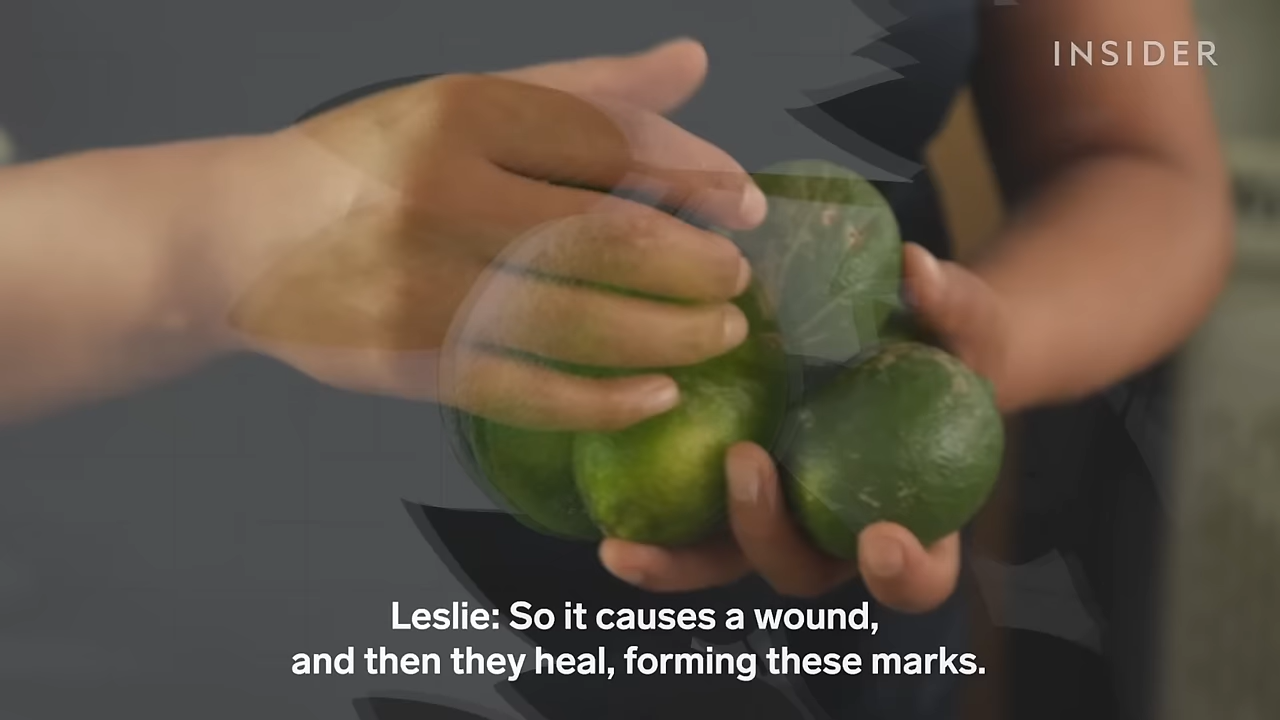 INSIDER
Leslie: So it causes a wound,
and then they heal, forming these marks.